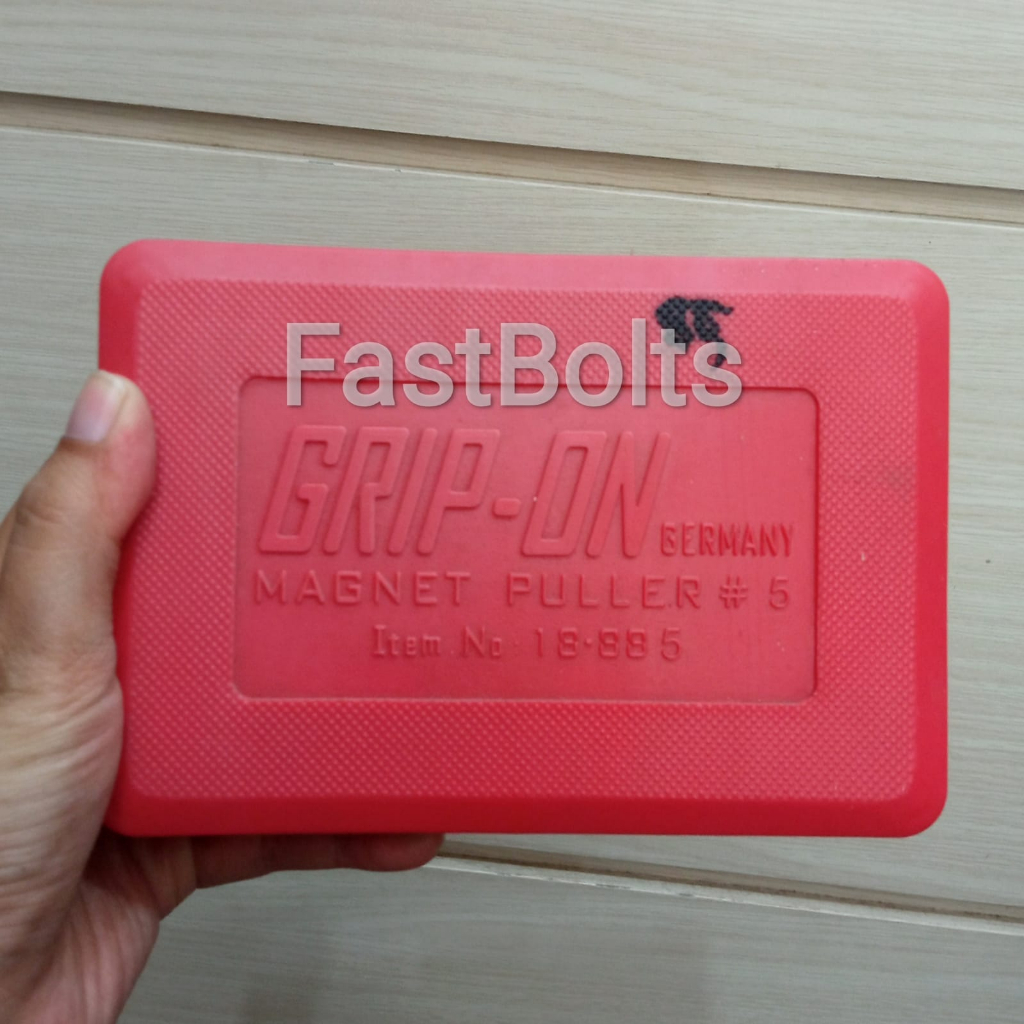 FastBolts
GRIP-ON GERMANY
MAGNET PULLER # 5
Item No : 18-885